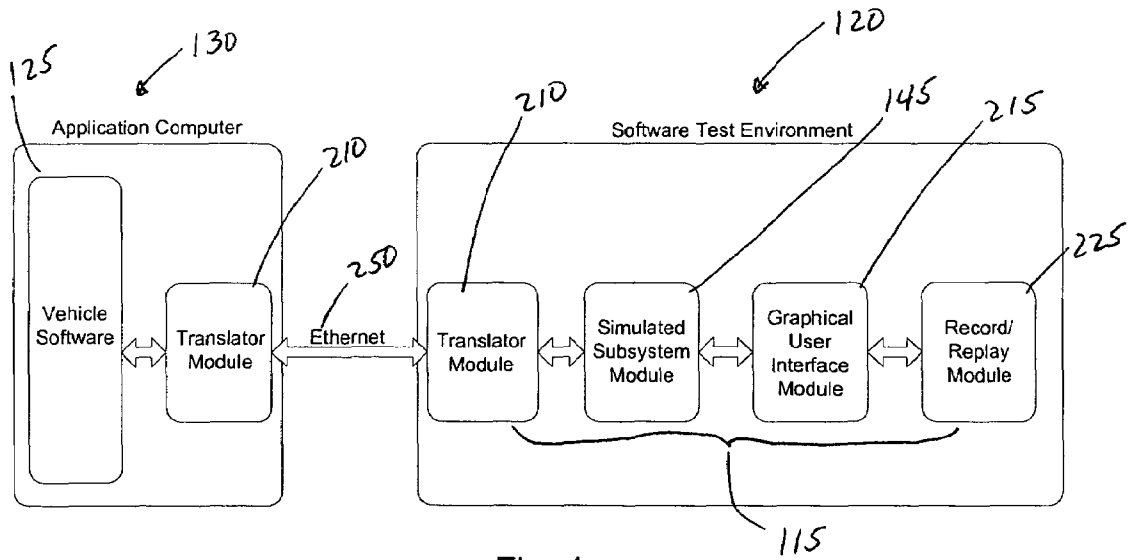 130
120
125
145
215
Application Computer
Software Test Environment
210
210
225
250
Vehicle
Software
Translator
Module
Ethernet
Translator
Module
Simulated
Subsystem
Module
Graphical
User
Interface
Module
Record/
Replay
Module
115